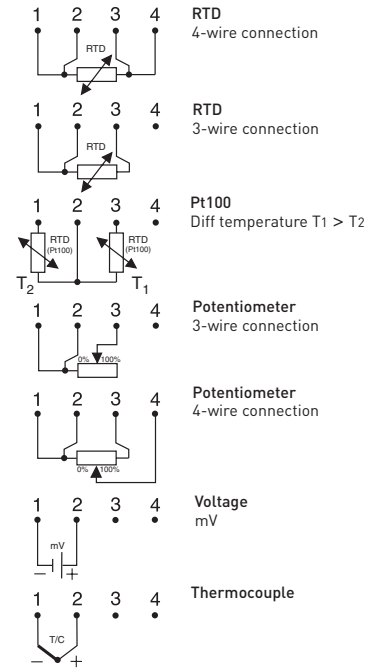 1 2 3 4
RTD
RTD
4-wire connection
1 2 3 4
RTD
RTD
3-wire connection
1 2 3 4
RTD
(Pt100)
RTD
(Pt100)
T2
T1
Pt100
Diff temperature T1 > T2
1 2 3 4
0% 100%
Potentiometer
3-wire connection
1 2 3 4
0% 100%
Potentiometer
4-wire connection
1 2 3 4
mV
– +
Voltage
mV
1 2 3 4
T/C
– +
Thermocouple